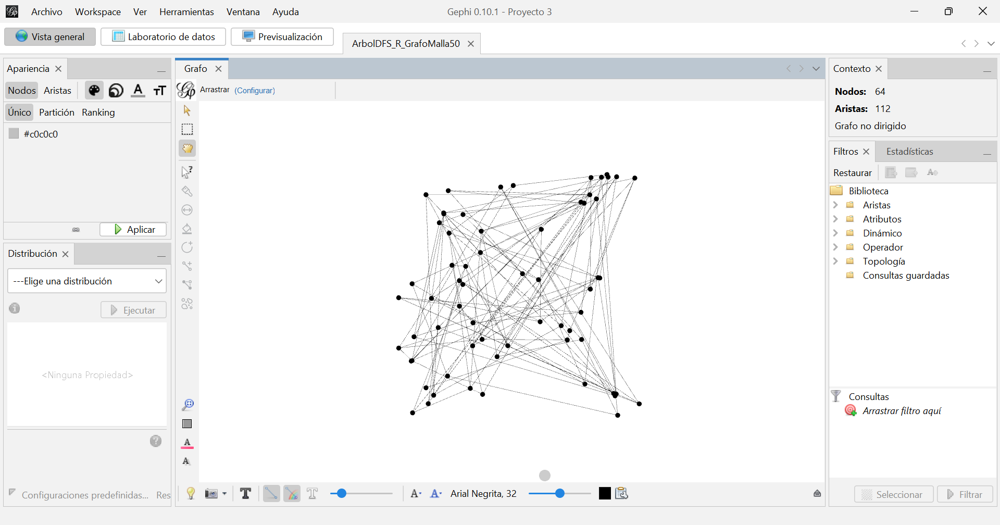 Archivo Workspace Ver Herramientas Ventana Ayuda Gephi 0.10.1 - Proyecto 3
Vista general Laboratorio de datos Previsualización ArbolDFS_R_GrafoMalla50
Apariencia
Nodos Aristas
Único Partición Ranking
#c0c0c0
Aplicar
Distribución
---Elige una distribución
Ejecutar
<Ninguna Propiedad>
Configuraciones predefinidas... Res
Grafo
Arrastrar (Configurar)
Arial Negrita, 32
Contexto
Nodos: 64
Aristas: 112
Grafo no dirigido
Filtros Estadísticas
Restaurar
Biblioteca
Aristas
Atributos
Dinámico
Operador
Topología
Consultas guardadas
Consultas
Arrastrar filtro aquí
Seleccionar Filtrar